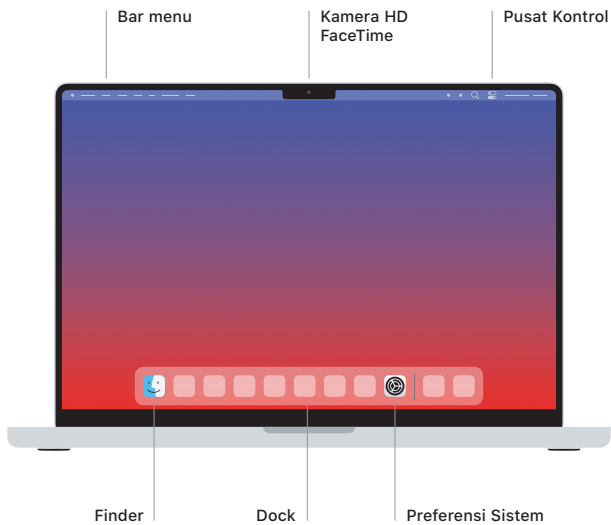 Bar menu
Kamera HD
FaceTime
Pusat Kontrol
Finder
Dock
Preferensi Sistem